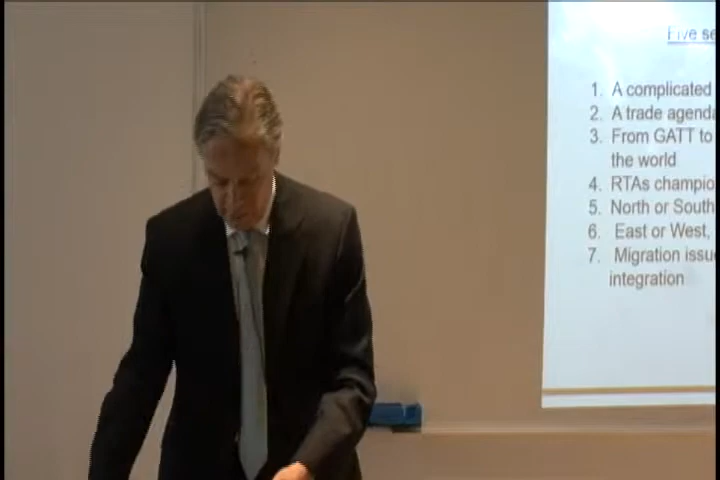 Five se
1. A complicated
2. A trade agenda
3. From GATT to
the world
4. RTAs champio
5. North or South
6. East or West,
7. Migration issu
integration